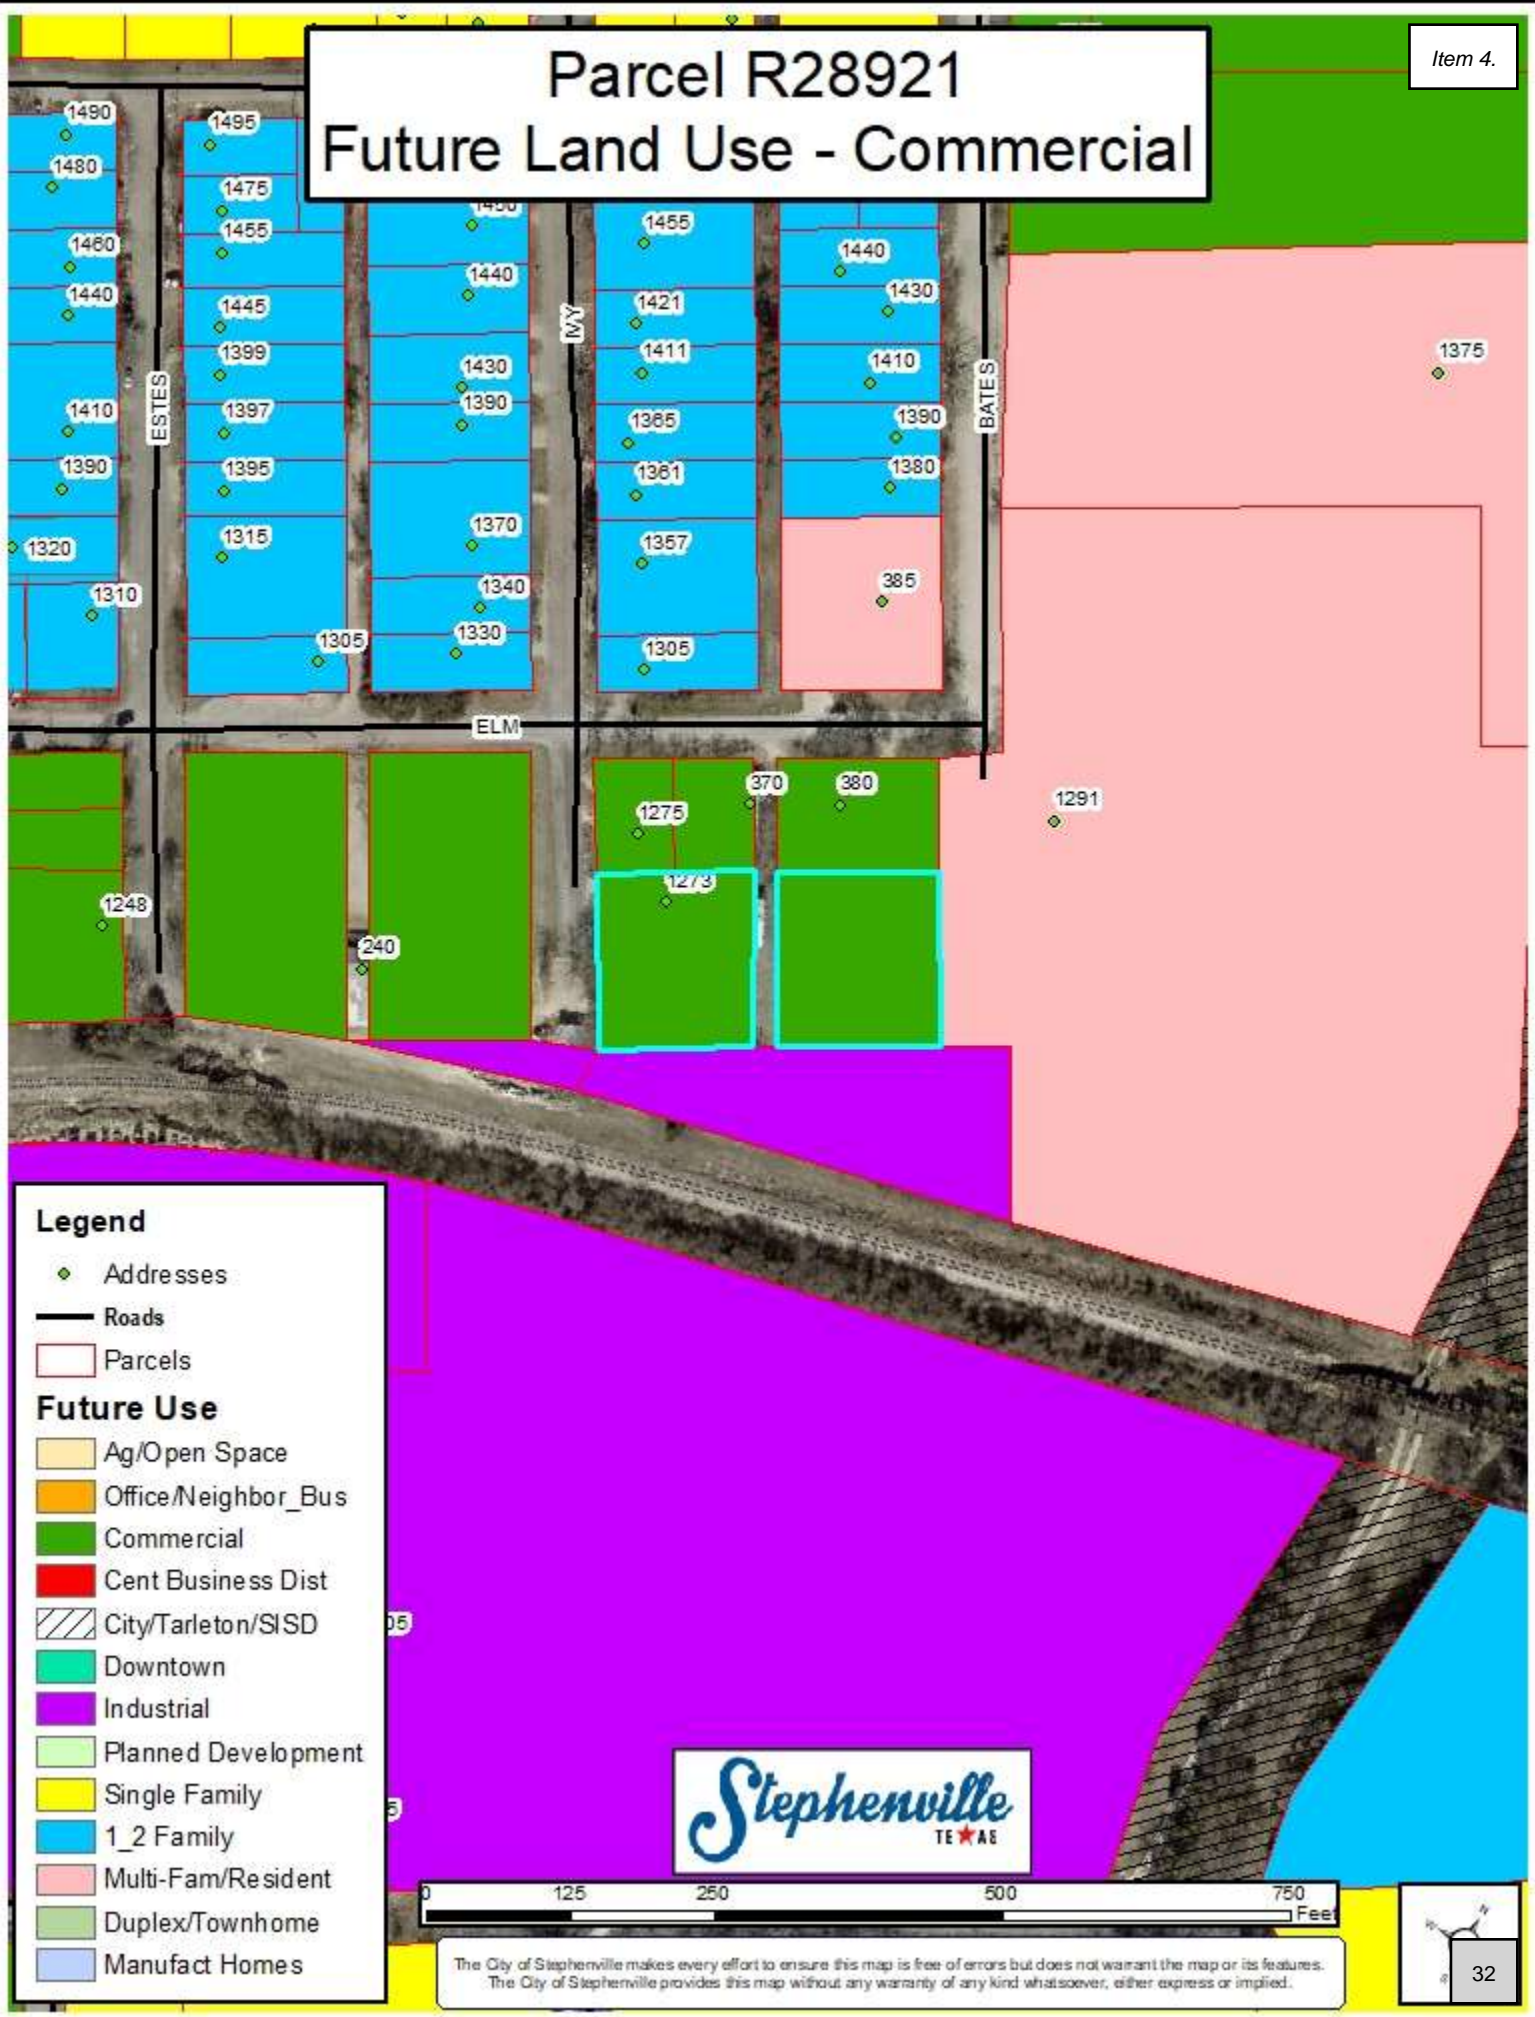 Parcel R28921
Future Land Use - Commercial
Item 4.
1490
1495
1480
1475
1450
1455
1455
1460
1440
1440
1440
1430
1421
1445
1399
1411
1375
1430
1410
1390
ESTES
IVY
BATES
1410
1397
1365
1390
1390
1395
1361
1380
1320
1315
1370
1357
1310
1340
385
1305
1330
1305
ELM
1275
370
380
1291
1273
1248
240
Legend
Addresses
Roads
Parcels
Future Use
Ag/Open Space
Office/Neighbor_Bus
Commercial
Cent Business Dist
City/Tarleton/SISD
05
Downtown
Industrial
Planned Development
Single Family
5
1_2 Family
Multi-Fam/Resident
Duplex/Townhome
Manufact Homes
Stephenville
TEXAS
0 125 250 500 750
Feet
The City of Stephenville makes every effort to ensure this map is free of errors but does not warrant the map or its features.
The City of Stephenville provides this map without any warranty of any kind whatsoever, either express or implied.
N
32